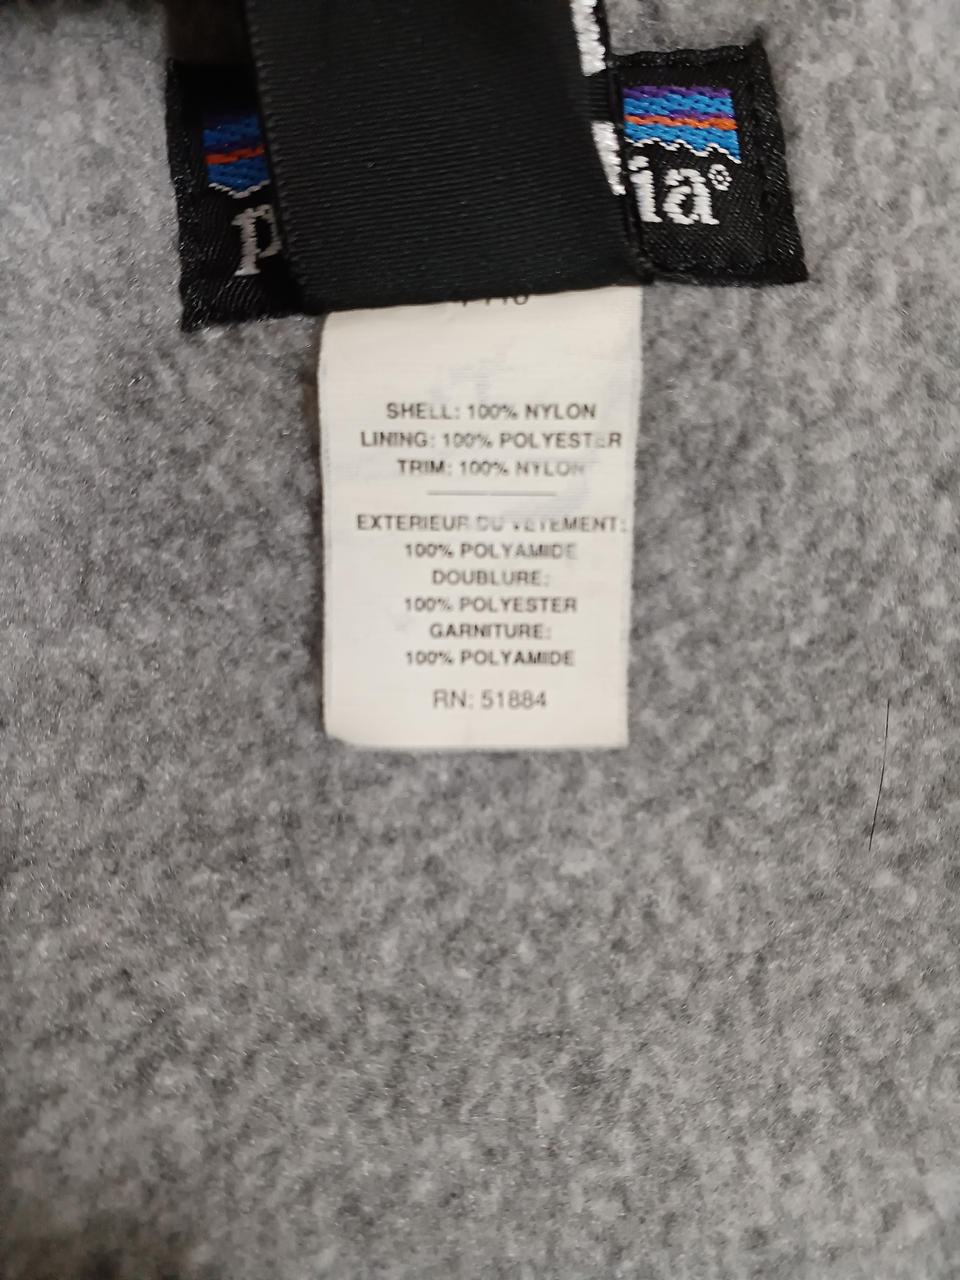 p
ia®
SHELL: 100% NYLON
LINING: 100% POLYESTER
TRIM: 100% NYLON
EXTERIEUR DU VETEMENT:
100% POLYAMIDE
DOUBLURE:
100% POLYESTER
GARNITURE:
100% POLYAMIDE
RN: 51884